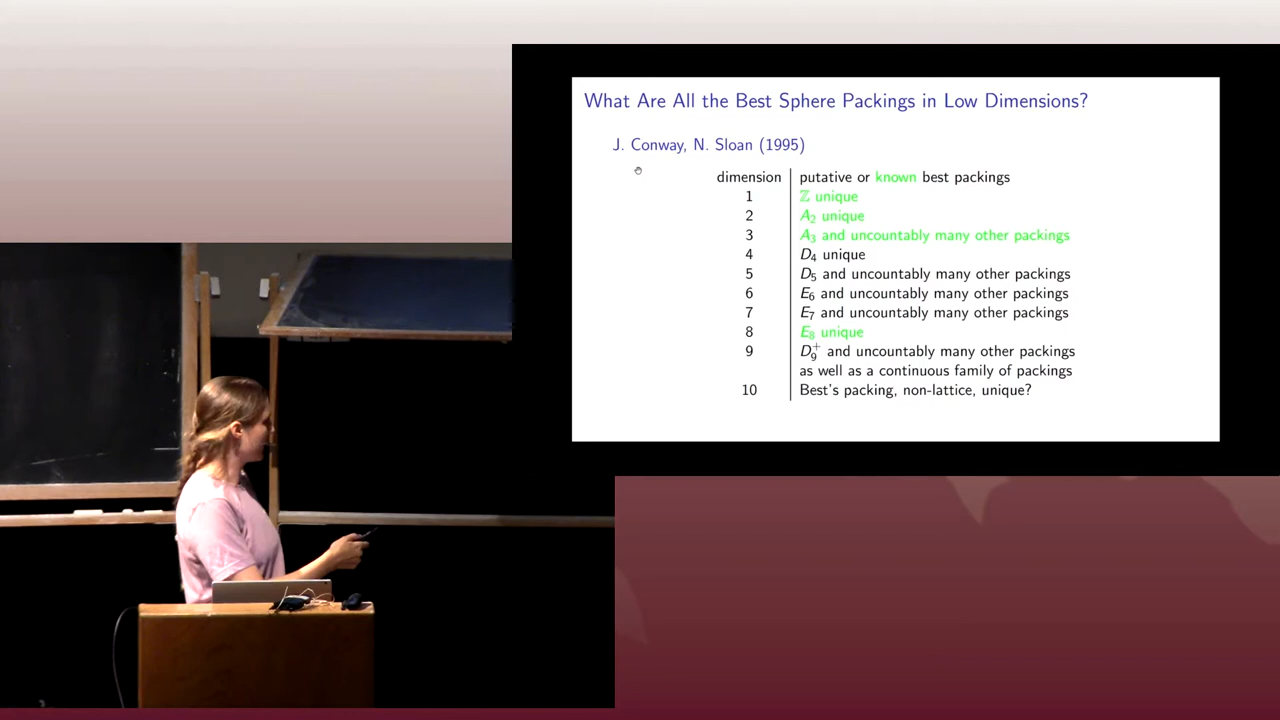 What Are All the Best Sphere Packings in Low Dimensions?
J. Conway, N. Sloan (1995)
dimension putative or known best packings
1 ℤ unique
2 A₂ unique
3 A₃ and uncountably many other packings
4 D₄ unique
5 D₅ and uncountably many other packings
6 E₆ and uncountably many other packings
7 E₇ and uncountably many other packings
8 E₈ unique
9 D₉⁺ and uncountably many other packings
as well as a continuous family of packings
10 Best's packing, non-lattice, unique?